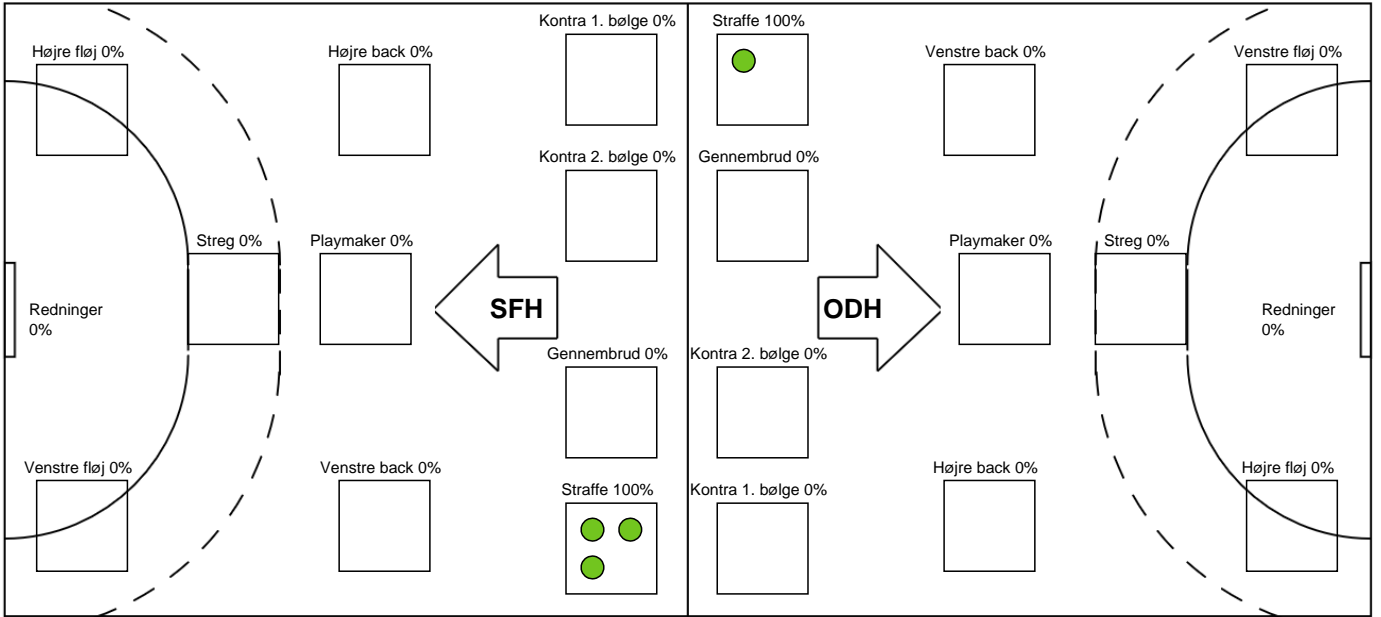 Kontra 1. bølge 0%
Straffe 100%
Højre fløj 0%
Højre back 0%
Venstre back 0%
Venstre fløj 0%
Kontra 2. bølge 0%
Gennembrud 0%
Streg 0%
Playmaker 0%
Playmaker 0%
Streg 0%
Redninger
0%
SFH
ODH
Redninger
0%
Gennembrud 0%
Kontra 2. bølge 0%
Venstre fløj 0%
Venstre back 0%
Højre back 0%
Højre fløj 0%
Straffe 100%
Kontra 1. bølge 0%